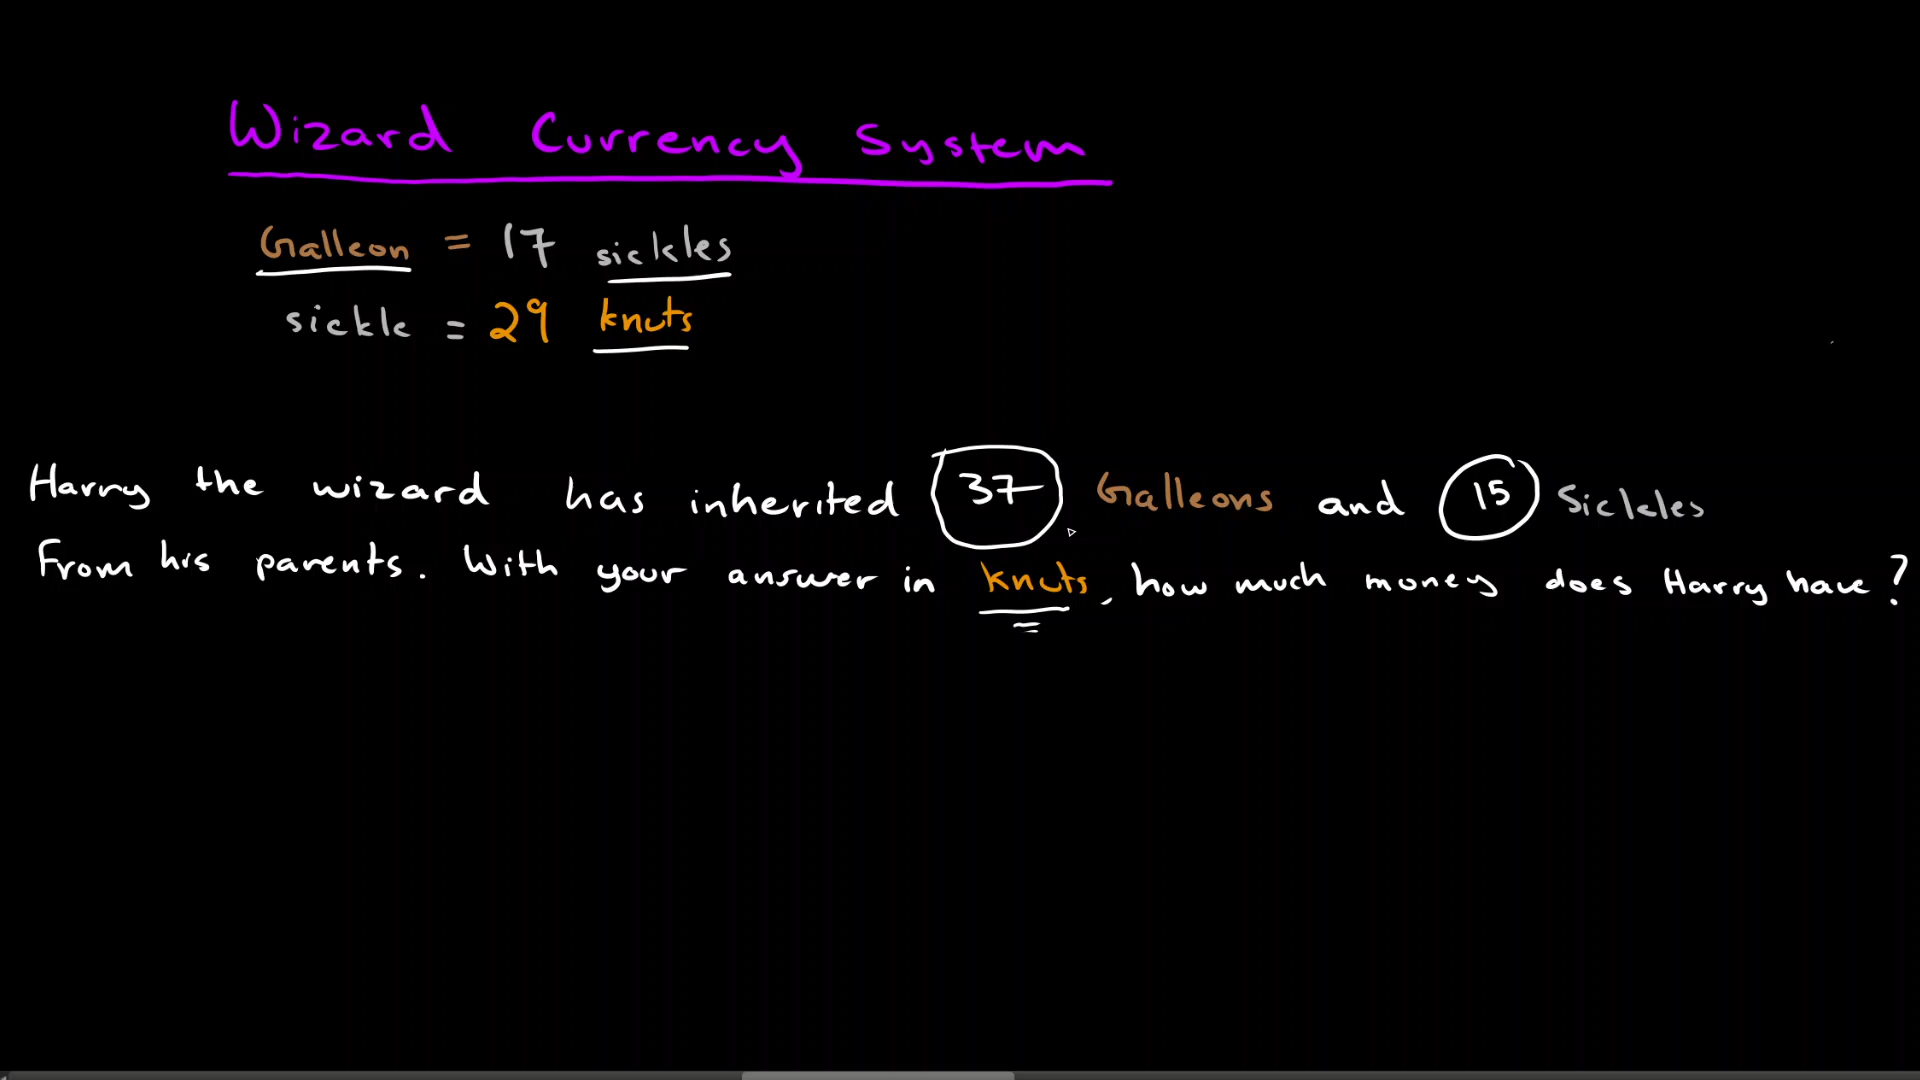 Wizard Currency System
Galleon = 17 sickles
sickle = 29 knuts
Harry the wizard has inherited 37 Galleons and 15 Sickles
From his parents. With your answer in knuts, how much money does Harry have?